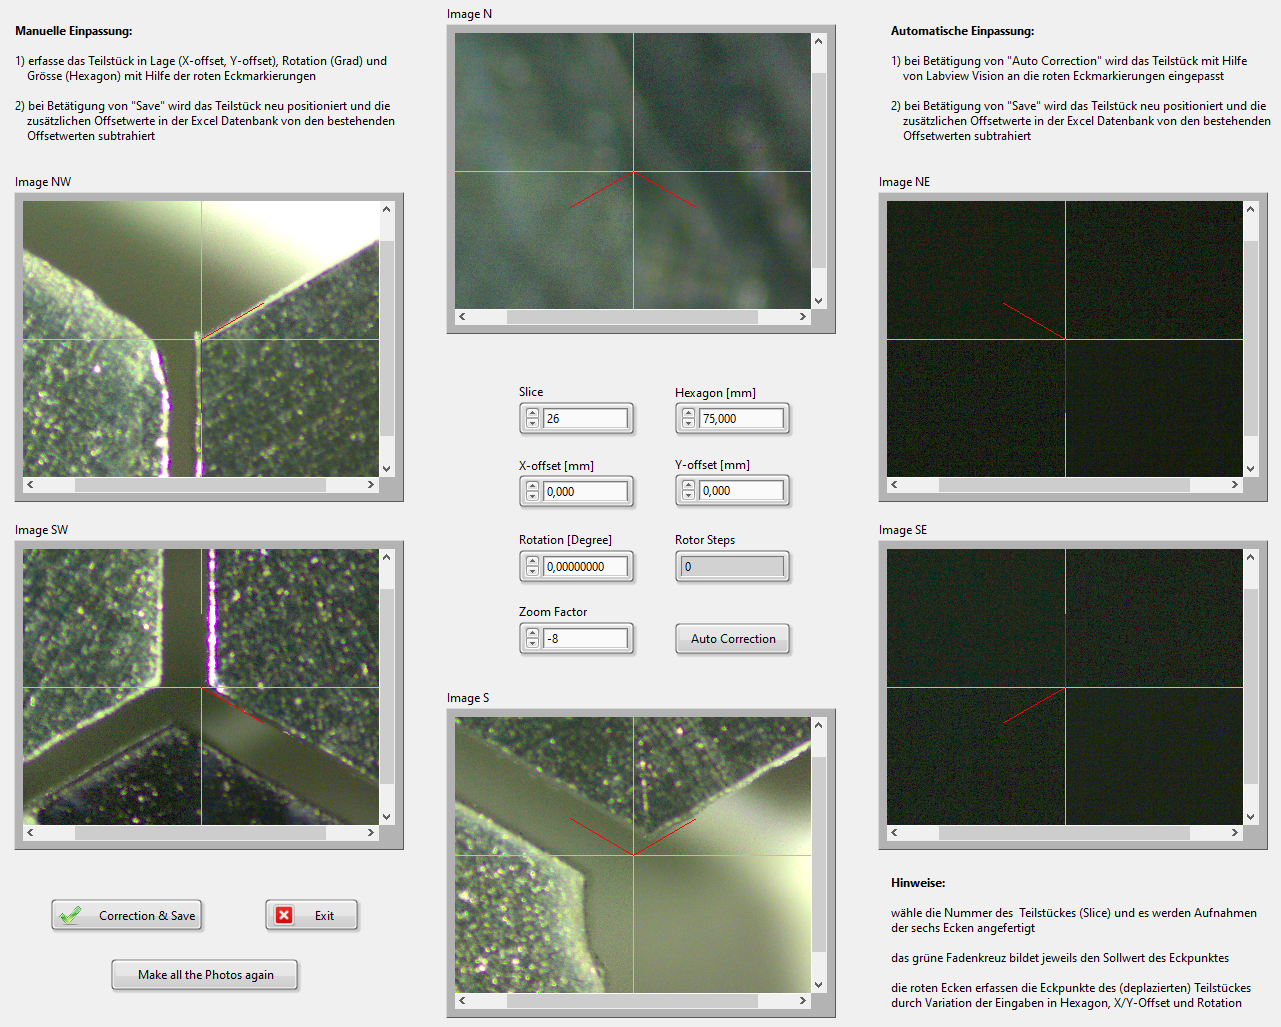 Manuelle Einpassung:
1) erfasse das Teilstück in Lage (X-offset, Y-offset), Rotation (Grad) und
Grösse (Hexagon) mit Hilfe der roten Eckmarkierungen
2) bei Betätigung von "Save" wird das Teilstück neu positioniert und die
zusätzlichen Offsetwerte in der Excel Datenbank von den bestehenden
Offsetwerten subtrahiert
Image N
Automatische Einpassung:
1) bei Betätigung von "Auto Correction" wird das Teilstück mit Hilfe
von Labview Vision an die roten Eckmarkierungen eingepasst
2) bei Betätigung von "Save" wird das Teilstück neu positioniert und die
zusätzlichen Offsetwerte in der Excel Datenbank von den bestehenden
Offsetwerten subtrahiert
Image NW
Image NE
Slice
26
Hexagon [mm]
75,000
X-offset [mm]
0,000
Y-offset [mm]
0,000
Rotation [Degree]
0,00000000
Rotor Steps
0
Zoom Factor
-8
Auto Correction
Image SW
Image SE
Image S
Correction & Save
Exit
Make all the Photos again
Hinweise:
wähle die Nummer des  Teilstückes (Slice) und es werden Aufnahmen
der sechs Ecken angefertigt
das grüne Fadenkreuz bildet jeweils den Sollwert des Eckpunktes
die roten Ecken erfassen die Eckpunkte des (deplazierten) Teilstückes
durch Variation der Eingaben in Hexagon, X/Y-Offset und Rotation